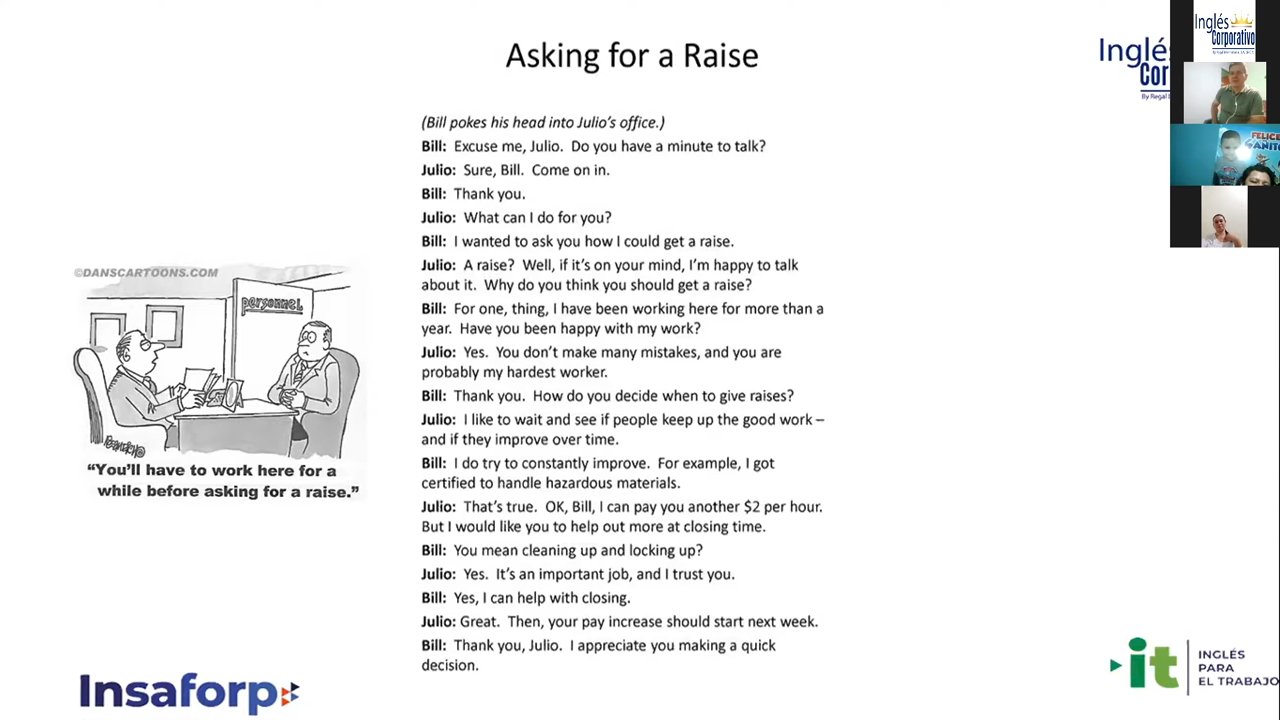 Asking for a Raise
(Bill pokes his head into Julio's office.)
Bill: Excuse me, Julio. Do you have a minute to talk?
Julio: Sure, Bill. Come on in.
Bill: Thank you.
Julio: What can I do for you?
Bill: I wanted to ask you how I could get a raise.
Julio: A raise? Well, if it's on your mind, I'm happy to talk
about it. Why do you think you should get a raise?
Bill: For one, thing, I have been working here for more than a
year. Have you been happy with my work?
Julio: Yes. You don't make many mistakes, and you are
probably my hardest worker.
Bill: Thank you. How do you decide when to give raises?
Julio: I like to wait and see if people keep up the good work –
and if they improve over time.
Bill: I do try to constantly improve. For example, I got
certified to handle hazardous materials.
Julio: That's true. OK, Bill, I can pay you another $2 per hour.
But I would like you to help out more at closing time.
Bill: You mean cleaning up and locking up?
Julio: Yes. It's an important job, and I trust you.
Bill: Yes, I can help with closing.
Julio: Great. Then, your pay increase should start next week.
Bill: Thank you, Julio. I appreciate you making a quick
decision.
©DANSCARTOONS.COM
personnel
"You'll have to work here for a
while before asking for a raise."
Inglé
Cor
By Regal
Inglés
Corporativo
FELICE
Insaforp
it
INGLÉS
PARA
EL TRABAJO